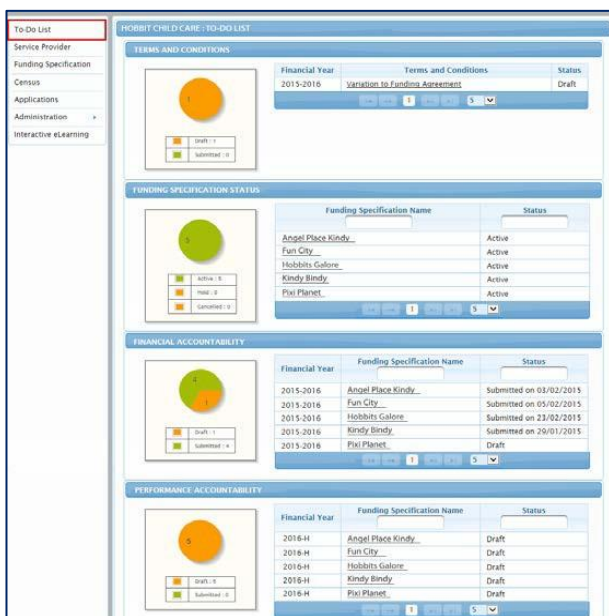 To-Do List
Service Provider
Funding Specification
Census
Applications
Administration
Interactive eLearning
HOBBIT CHILD CARE : TO-DO LIST
TERMS AND CONDITIONS
1
Draft : 1
Submitted : 0
Financial Year Terms and Conditions Status
2015-2016 Variation to Funding Agreement Draft
1 5
FUNDING SPECIFICATION STATUS
5
Active : 5
Hold : 0
Cancelled : 0
Funding Specification Name Status
Angel Place Kindy Active
Fun City Active
Hobbits Galore Active
Kindy Bindy Active
Pixi Planet Active
1 5
FINANCIAL ACCOUNTABILITY
4
1
Draft : 1
Submitted : 4
Financial Year Funding Specification Name Status
2015-2016 Angel Place Kindy Submitted on 03/02/2015
2015-2016 Fun City Submitted on 05/02/2015
2015-2016 Hobbits Galore Submitted on 23/02/2015
2015-2016 Kindy Bindy Submitted on 29/01/2015
2015-2016 Pixi Planet Draft
1 5
PERFORMANCE ACCOUNTABILITY
5
Draft : 5
Submitted : 0
Financial Year Funding Specification Name Status
2016-H Angel Place Kindy Draft
2016-H Fun City Draft
2016-H Hobbits Galore Draft
2016-H Kindy Bindy Draft
2016-H Pixi Planet Draft
1 5